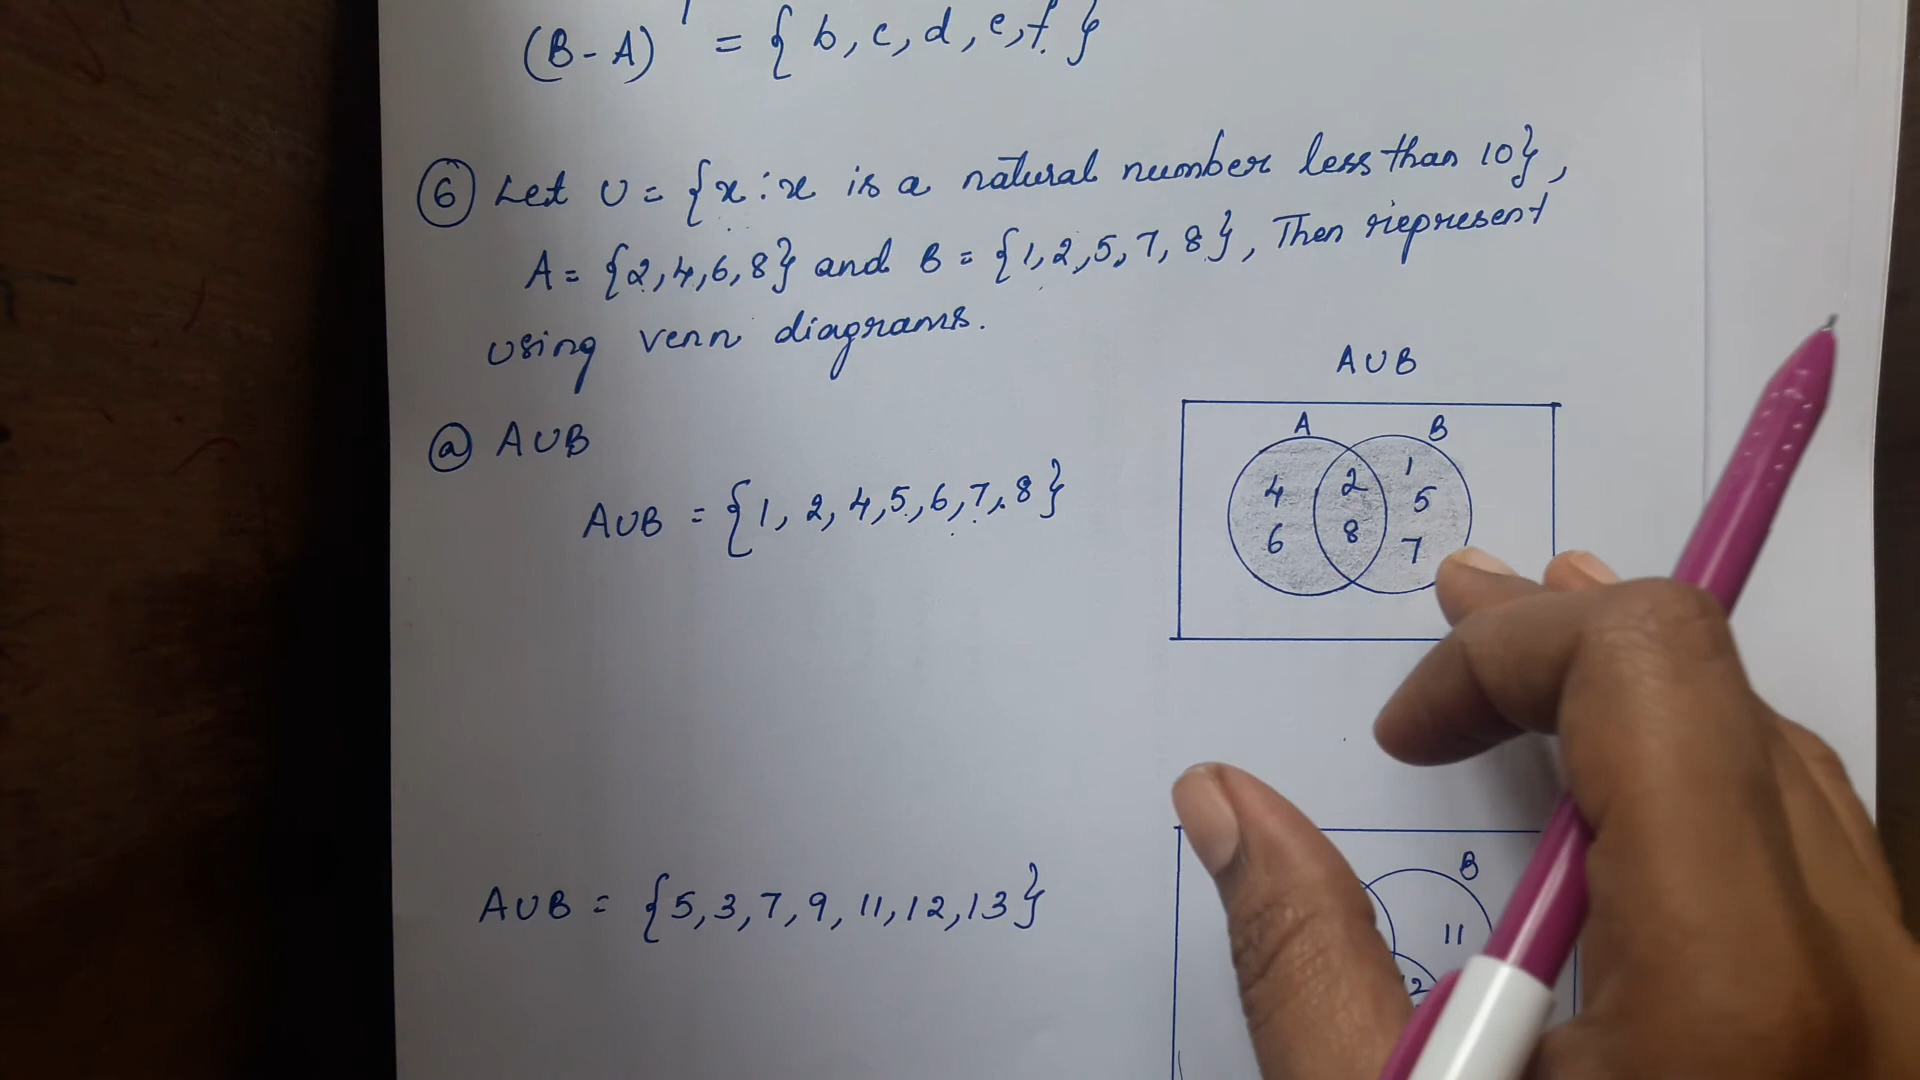 (B-A)' = {b, c, d, e, f}
⑥ Let U = {x : x is a natural number less than 10},
A = {2,4,6,8} and B = {1,2,5,7,8}, Then represent
using venn diagrams.
ⓐ AUB
AUB = {1, 2, 4, 5, 6, 7, 8}
AUB
A B
4 2 1
5
6 8 7
AUB = {5,3,7,9,11,12,13}
B
11